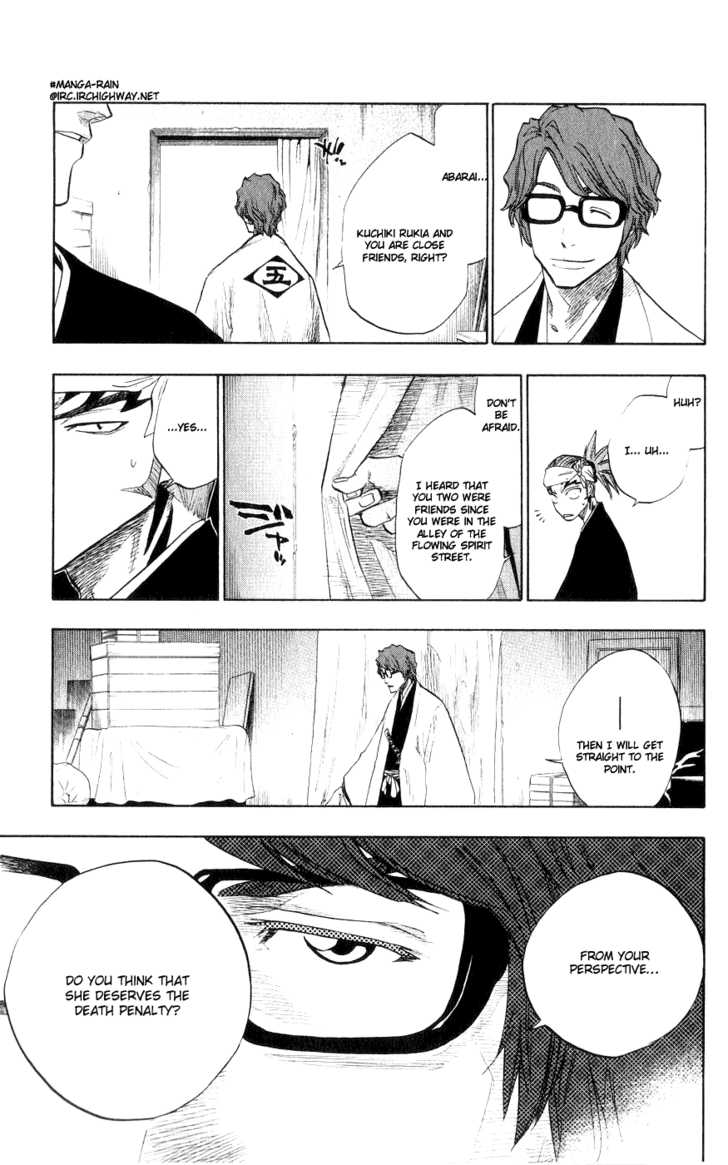 #MANGA-RAIN
@IRC.IRCHIGHWAY.NET
ABARAI...
KUCHIKI RUKIA AND
YOU ARE CLOSE
FRIENDS, RIGHT?
五
HUH?
I... UH...
DON'T
BE
AFRAID.
I HEARD THAT
YOU TWO WERE
FRIENDS SINCE
YOU WERE IN THE
ALLEY OF THE
FLOWING SPIRIT
STREET.
...YES...
THEN I WILL GET
STRAIGHT TO THE
POINT.
FROM YOUR
PERSPECTIVE...
DO YOU THINK THAT
SHE DESERVES THE
DEATH PENALTY?